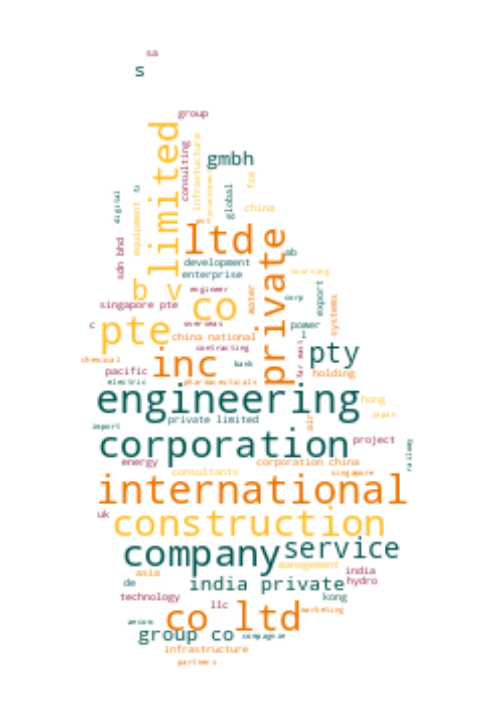 sa
s
group
limited
consulting
infrastructure
gmbh
fze
digital
equipment
global
china
sdn bhd
ltd
private
ab
development
enterprise
sourcing
b v
engineer
water
corp
export
systems
singapore pte
co
c
pte
overseas
power
china national
l
contracting
far east
pty
inc
chemical
bank
pacific
holding
electric
pharmaceuticals
engineering
hong
japan
import
private limited
air
corporation
project
railway
energy
corporation china
consultants
singapore
international
uk
construction
company
service
management
asia
india
de
india private
hydro
technology
kong
llc
co ltd
marketing
aecom
group co
compagnie
infrastructure
partners